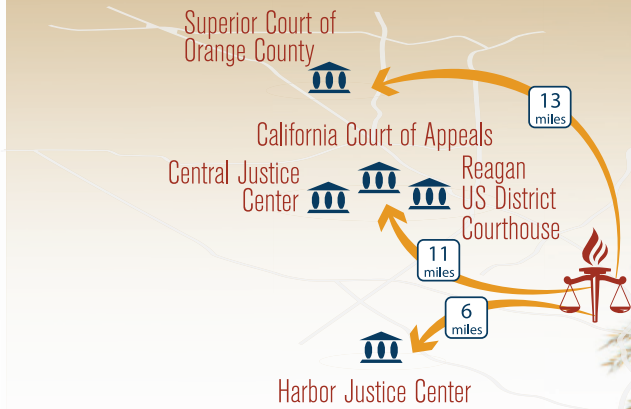 Superior Court of
Orange County
13
miles
California Court of Appeals
Central Justice
Center
Reagan
US District
Courthouse
11
miles
6
miles
Harbor Justice Center